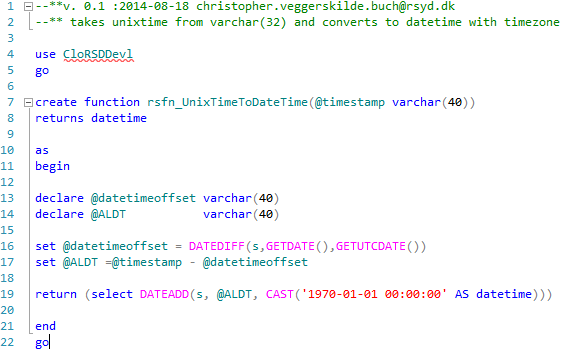 1 --**v. 0.1 :2014-08-18 christopher.veggerskilde.buch@rsyd.dk
2 --** takes unixtime from varchar(32) and converts to datetime with timezone
3
4 use CloRSDDevl
5 go
6
7 create function rsfn_UnixTimeToDateTime(@timestamp varchar(40))
8 returns datetime
9
10 as
11 begin
12
13 declare @datetimeoffset varchar(40)
14 declare @ALDT varchar(40)
15
16 set @datetimeoffset = DATEDIFF(s,GETDATE(),GETUTCDATE())
17 set @ALDT =@timestamp - @datetimeoffset
18
19 return (select DATEADD(s, @ALDT, CAST('1970-01-01 00:00:00' AS datetime)))
20
21 end
22 go